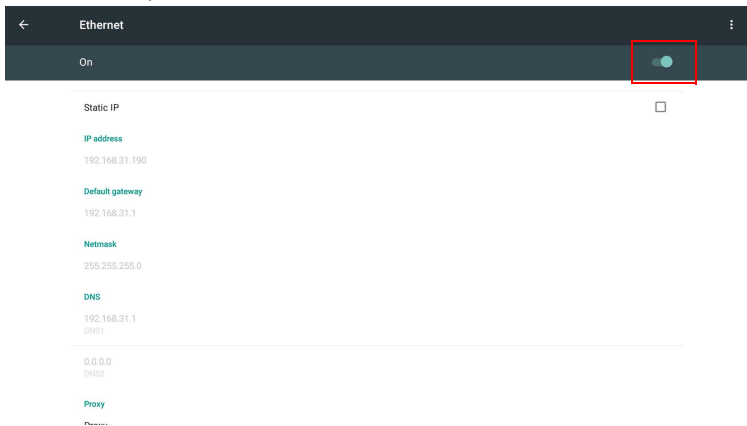 Ethernet
On
Static IP
IP address
192.168.31.190
Default gateway
192.168.31.1
Netmask
255.255.255.0
DNS
192.168.31.1
DNS1
0.0.0.0
DNS2
Proxy
Proxy